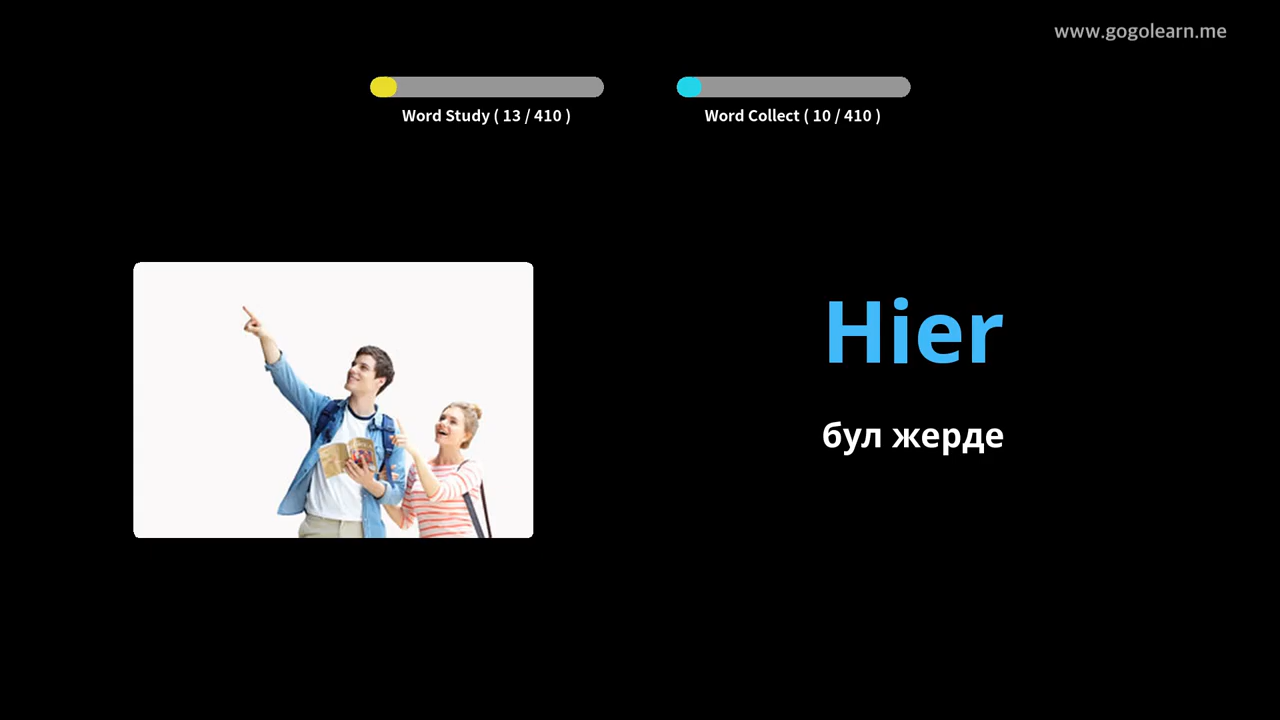 www.gogolearn.me
Word Study ( 13 / 410 )
Word Collect ( 10 / 410 )
Hier
бул жерде